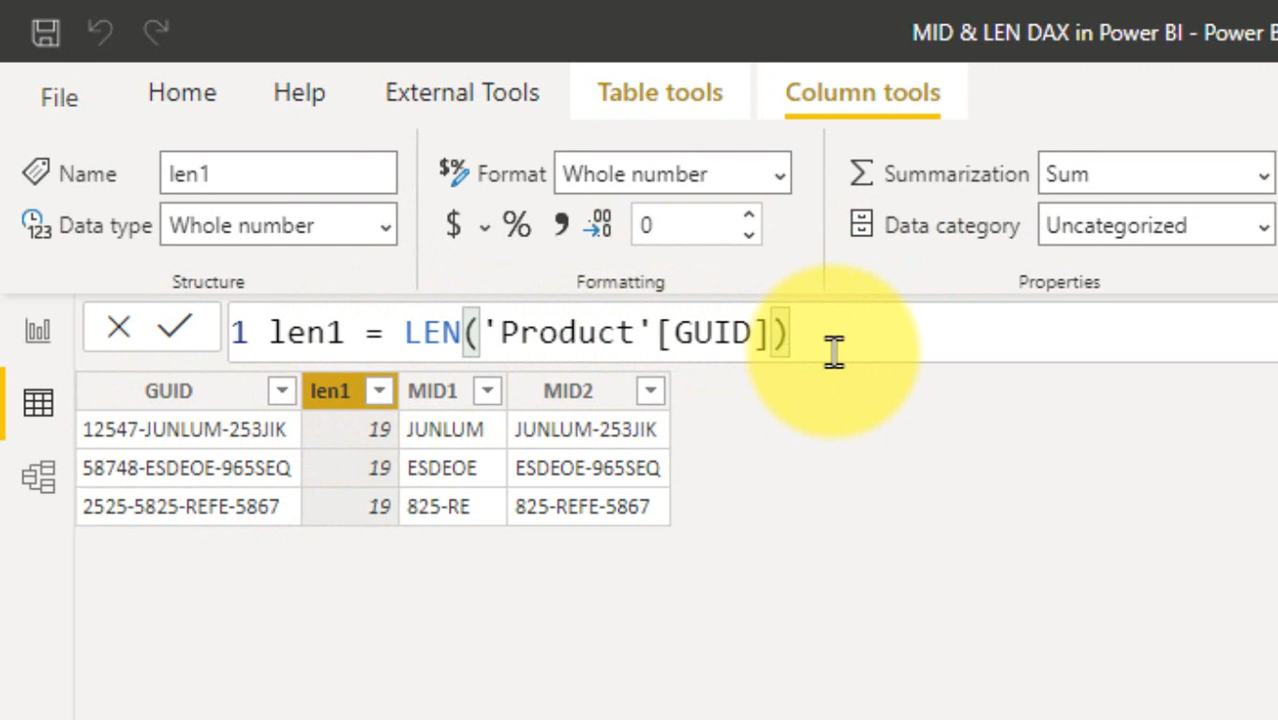 MID & LEN DAX in Power BI - Power B
File Home Help External Tools Table tools Column tools
Name len1 $% Format Whole number Σ Summarization Sum
123 Data type Whole number $ % , .00 →0 0 Data category Uncategorized
Structure Formatting Properties
1 len1 = LEN('Product'[GUID])
GUID len1 MID1 MID2
12547-JUNLUM-253JIK 19 JUNLUM JUNLUM-253JIK
58748-ESDEOE-965SEQ 19 ESDEOE ESDEOE-965SEQ
2525-5825-REFE-5867 19 825-RE 825-REFE-5867